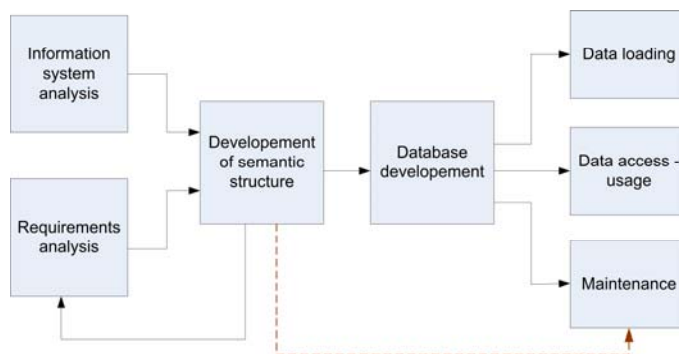 Information
system
analysis
Requirements
analysis
Developement
of semantic
structure
Database
developement
Data loading
Data access -
usage
Maintenance